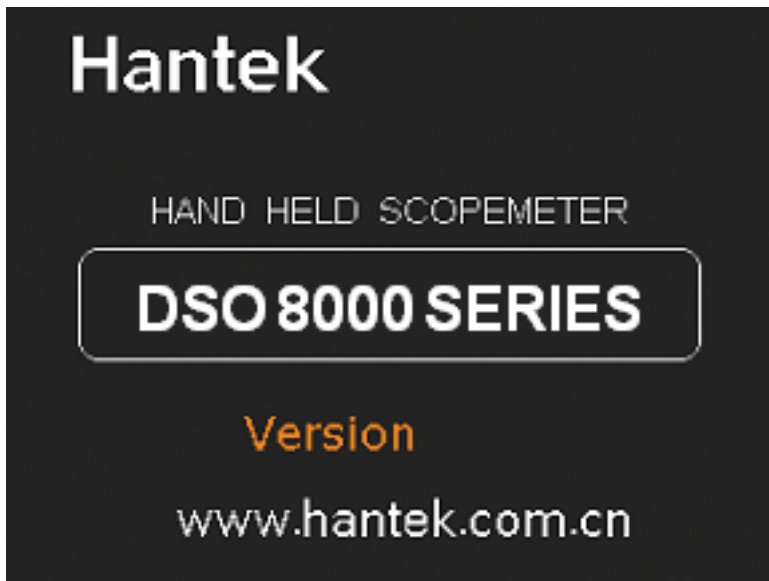 Hantek
HAND HELD SCOPEMETER
DSO 8000 SERIES
Version
www.hantek.com.cn